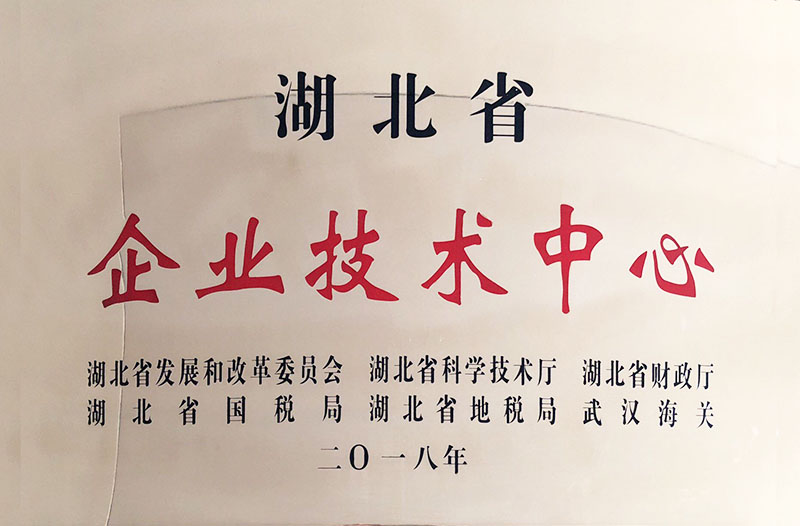 湖北省
企业技术中心
湖北省发展和改革委员会 湖北省科学技术厅 湖北省财政厅
湖北省国税局 湖北省地税局 武汉海关
二〇一八年